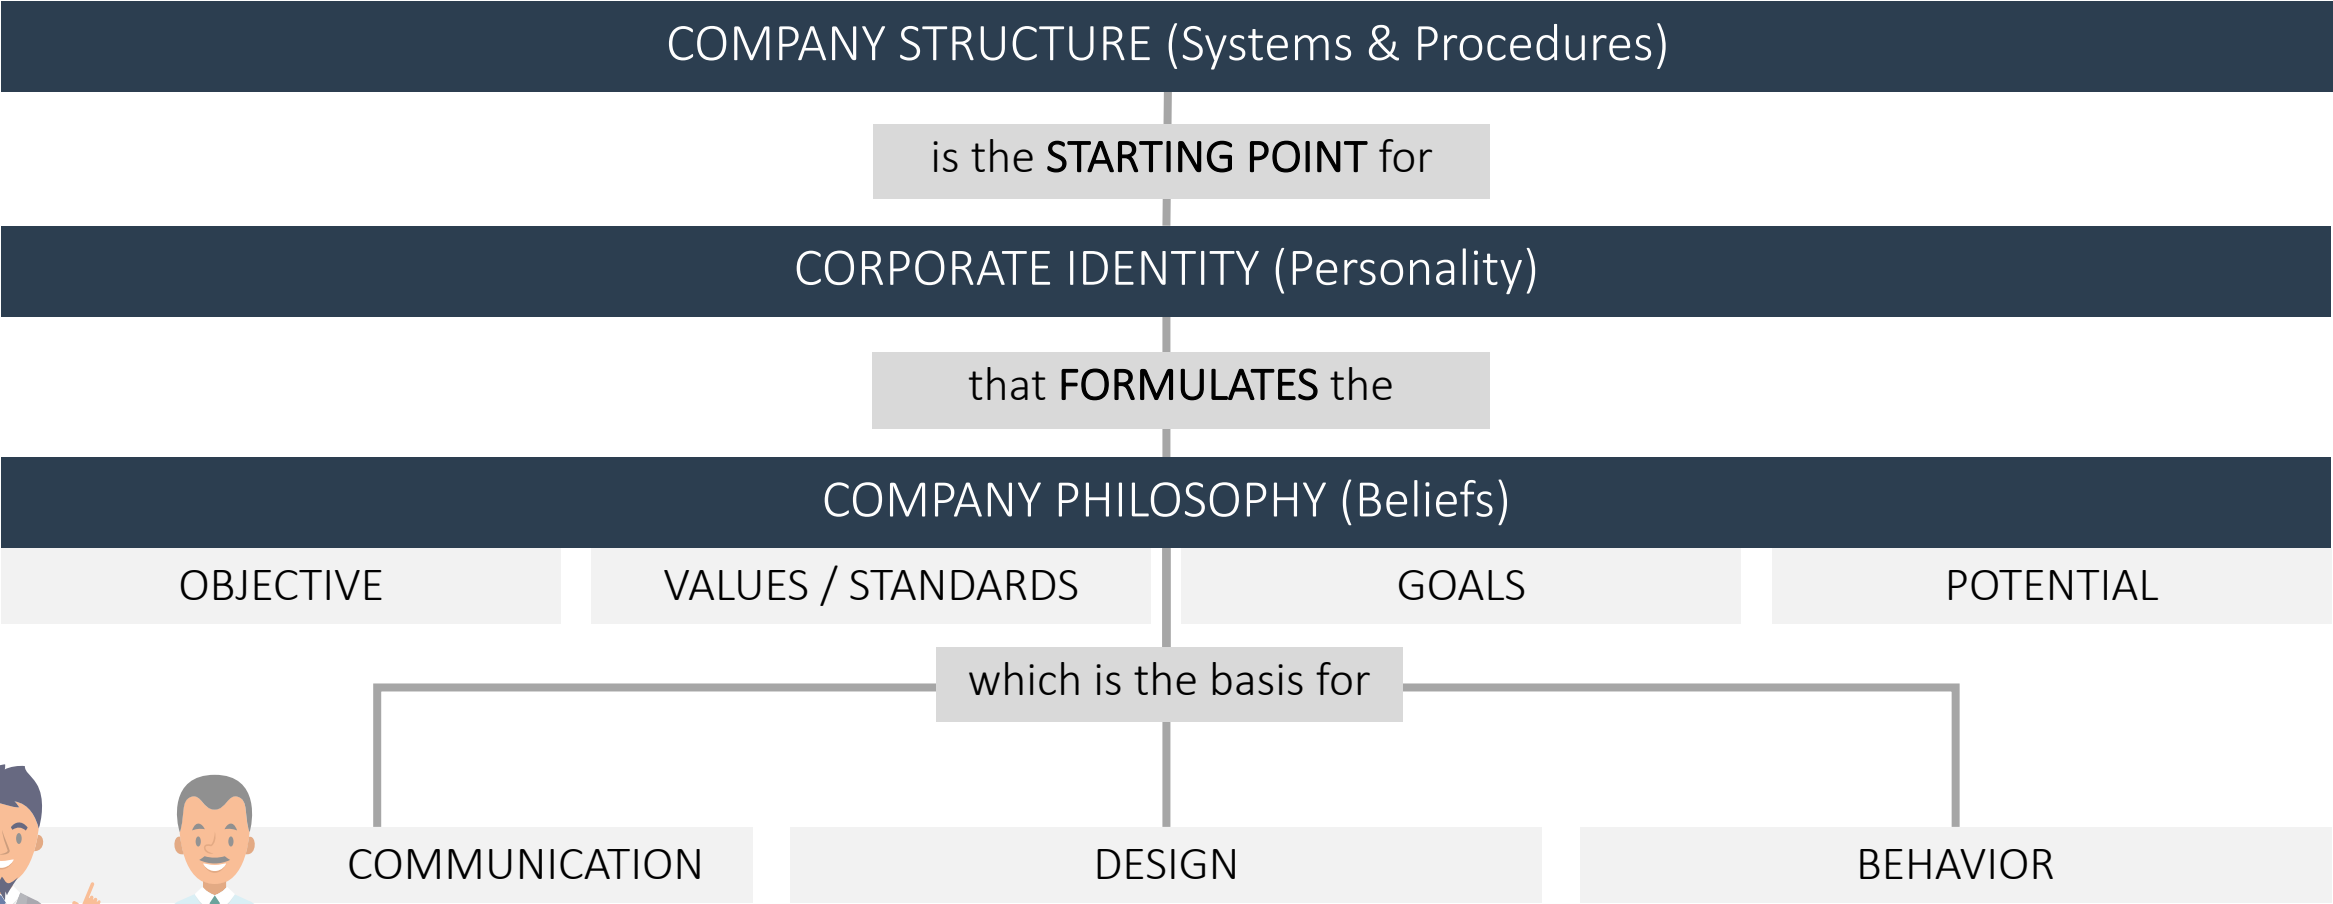 COMPANY STRUCTURE (Systems & Procedures)
is the STARTING POINT for
CORPORATE IDENTITY (Personality)
that FORMULATES the
COMPANY PHILOSOPHY (Beliefs)
OBJECTIVE
VALUES / STANDARDS
GOALS
POTENTIAL
which is the basis for
COMMUNICATION
DESIGN
BEHAVIOR